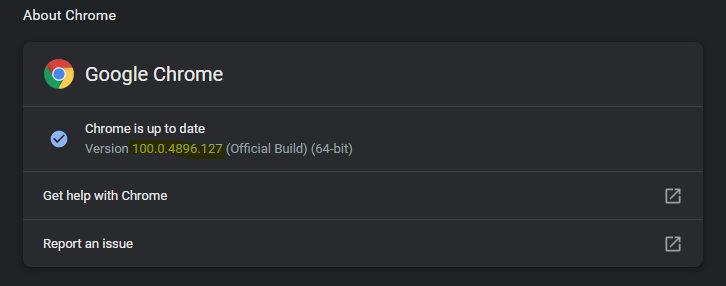 About Chrome
Google Chrome
Chrome is up to date
Version 100.0.4896.127 (Official Build) (64-bit)
Get help with Chrome
Report an issue